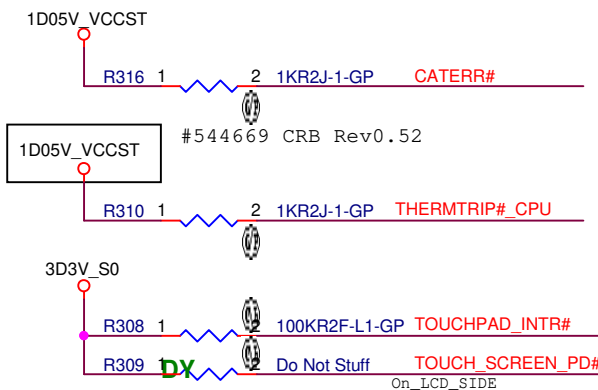 1D05V_VCCST
R316 1 2 1KR2J-1-GP CATERR#
#544669 CRB Rev0.52
1D05V_VCCST
R310 1 2 1KR2J-1-GP THERMTRIP#_CPU
3D3V_S0
R308 1 2 100KR2F-L1-GP TOUCHPAD_INTR#
R309 1 DY 2 Do Not Stuff TOUCH_SCREEN_PD#
On_LCD_SIDE